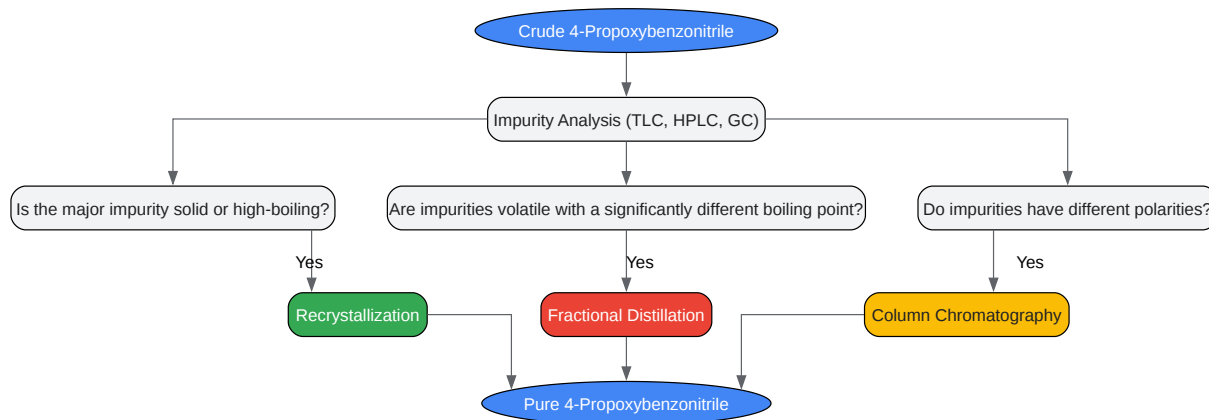 Crude 4-Propoxybenzonitrile
Impurity Analysis (TLC, HPLC, GC)
Is the major impurity solid or high-boiling?
Are impurities volatile with a significantly different boiling point?
Do impurities have different polarities?
Yes
Yes
Yes
Recrystallization
Fractional Distillation
Column Chromatography
Pure 4-Propoxybenzonitrile